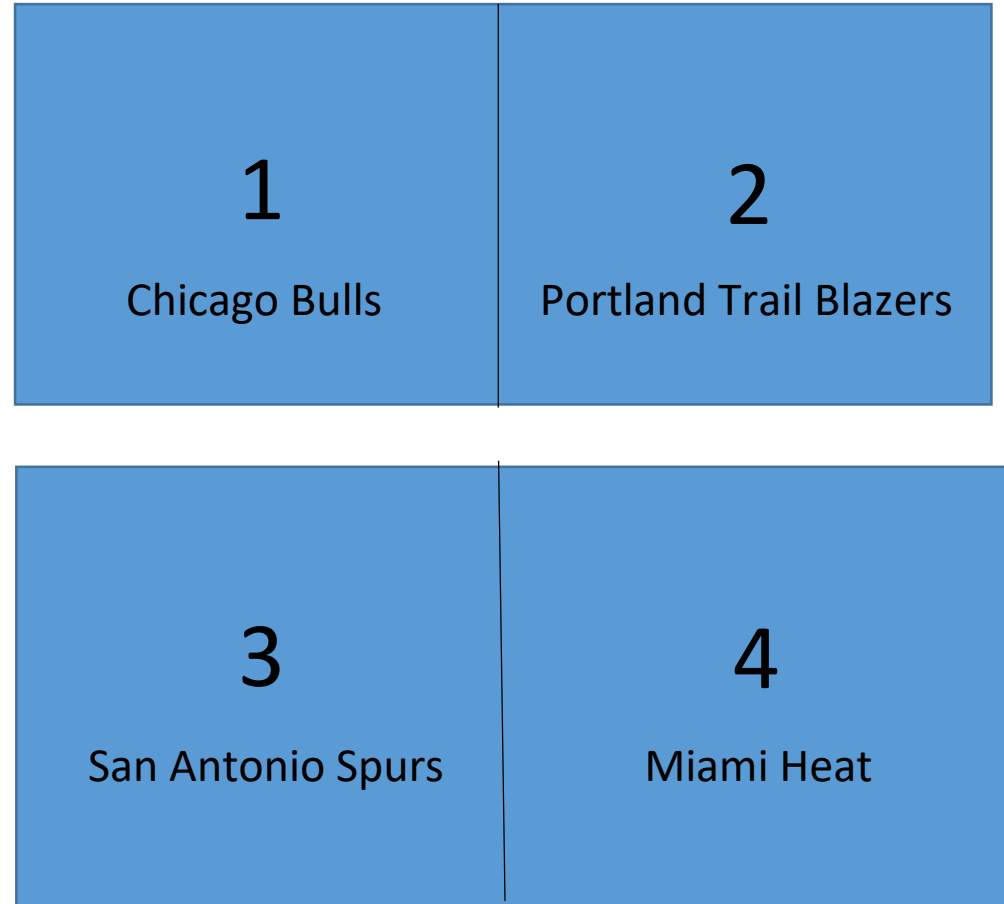 1
Chicago Bulls
2
Portland Trail Blazers
3
San Antonio Spurs
4
Miami Heat